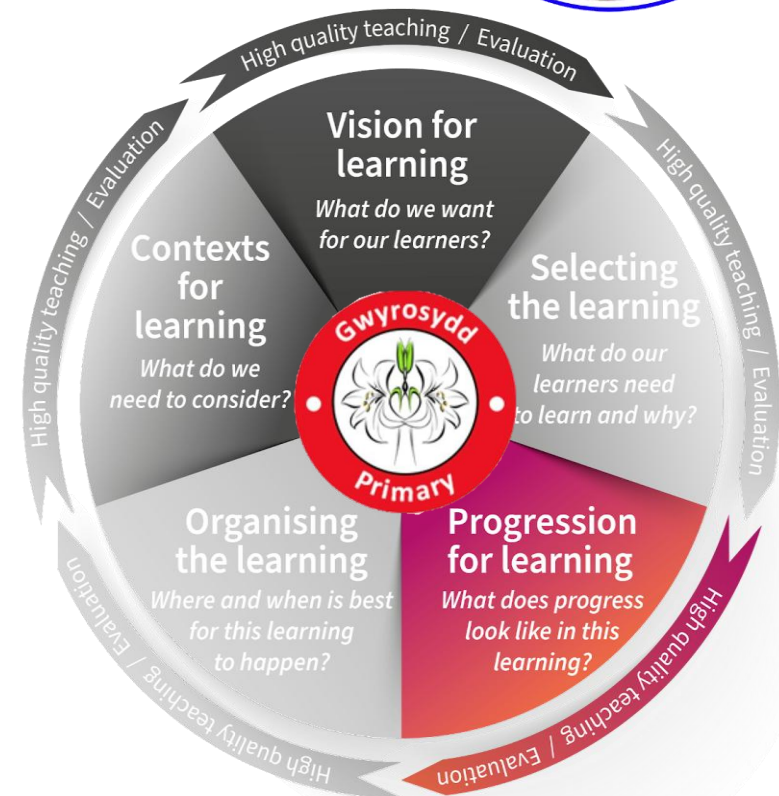 High quality teaching / Evaluation
Vision for
learning
What do we want
for our learners?
High quality teaching / Evaluation
Selecting
the learning
What do our
learners need
to learn and why?
High quality teaching / Evaluation
Progression
for learning
What does progress
look like in this
learning?
High quality teaching / Evaluation
Organising
the learning
Where and when is best
for this learning
to happen?
High quality teaching / Evaluation
Contexts
for
learning
What do we
need to consider?
Gwyrosydd
Primary